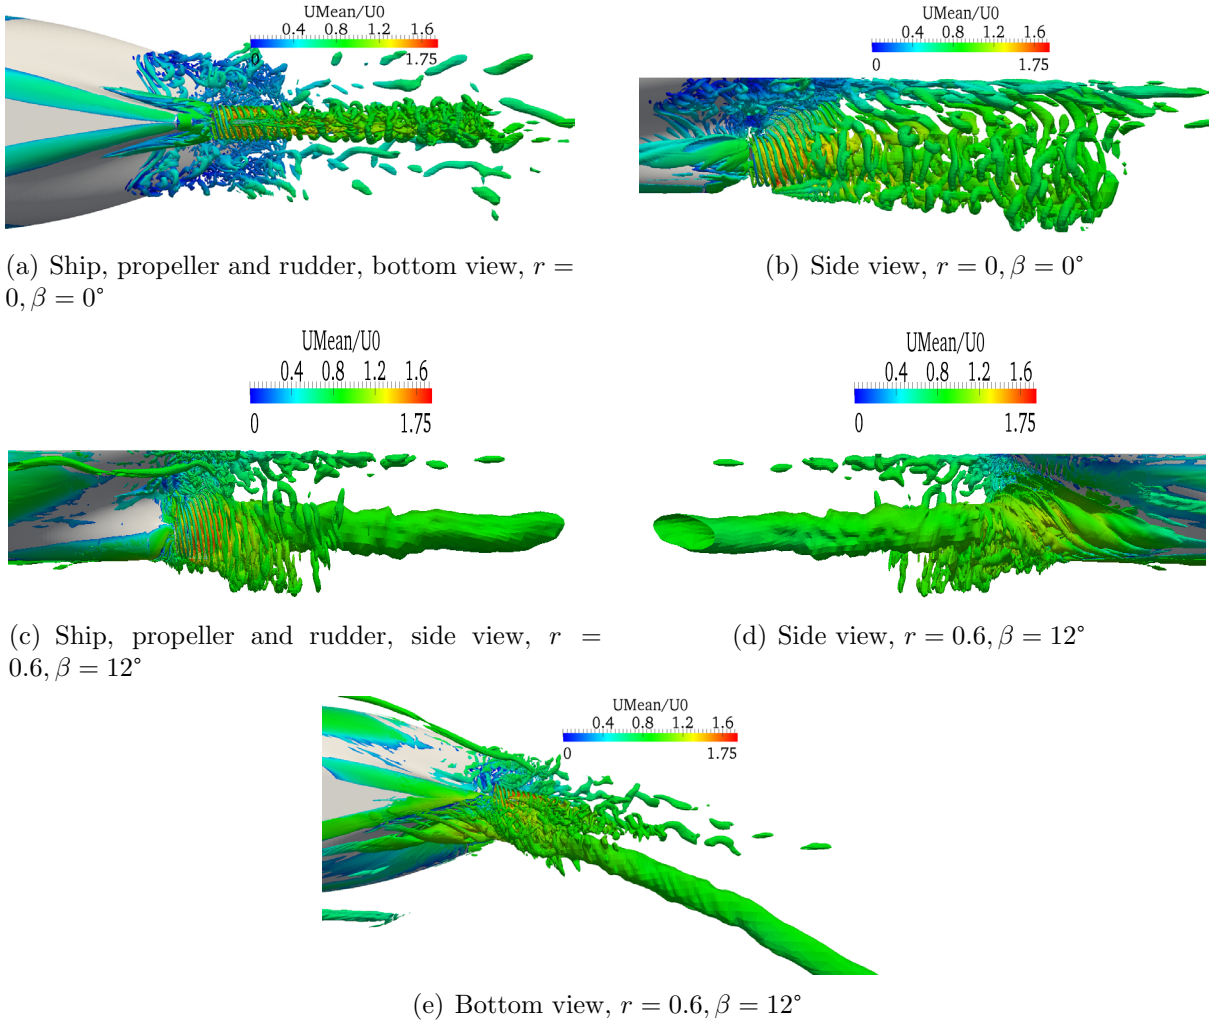 UMean/U0
0.4 0.8 1.2 1.6
0 1.75
UMean/U0
0.4 0.8 1.2 1.6
0 1.75
(a) Ship, propeller and rudder, bottom view, r =
0, β = 0°
(b) Side view, r = 0, β = 0°
UMean/U0
0.4 0.8 1.2 1.6
0 1.75
UMean/U0
0.4 0.8 1.2 1.6
0 1.75
(c) Ship, propeller and rudder, side view, r =
0.6, β = 12°
(d) Side view, r = 0.6, β = 12°
UMean/U0
0.4 0.8 1.2 1.6
0 1.75
(e) Bottom view, r = 0.6, β = 12°